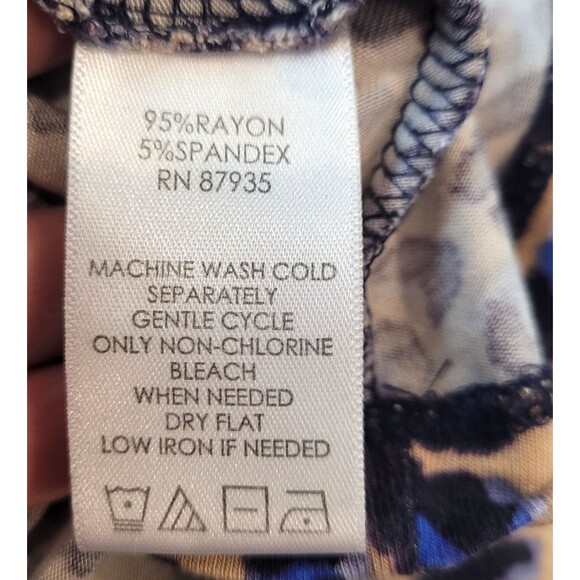 95%RAYON
5%SPANDEX
RN 87935
MACHINE WASH COLD
SEPARATELY
GENTLE CYCLE
ONLY NON-CHLORINE
BLEACH
WHEN NEEDED
DRY FLAT
LOW IRON IF NEEDED